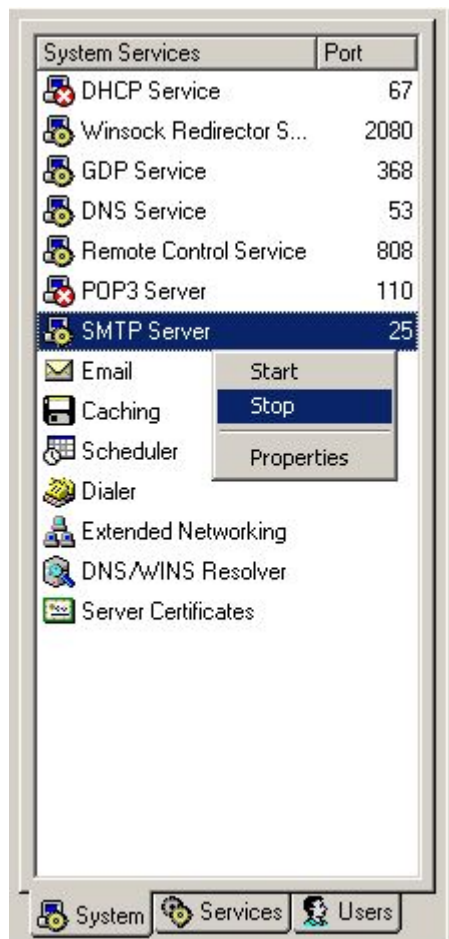 System Services Port
DHCP Service 67
Winsock Redirector S... 2080
GDP Service 368
DNS Service 53
Remote Control Service 808
POP3 Server 110
SMTP Server 25
Email
Start
Caching
Stop
Scheduler
Properties
Dialer
Extended Networking
DNS/WINS Resolver
Server Certificates
System Services Users